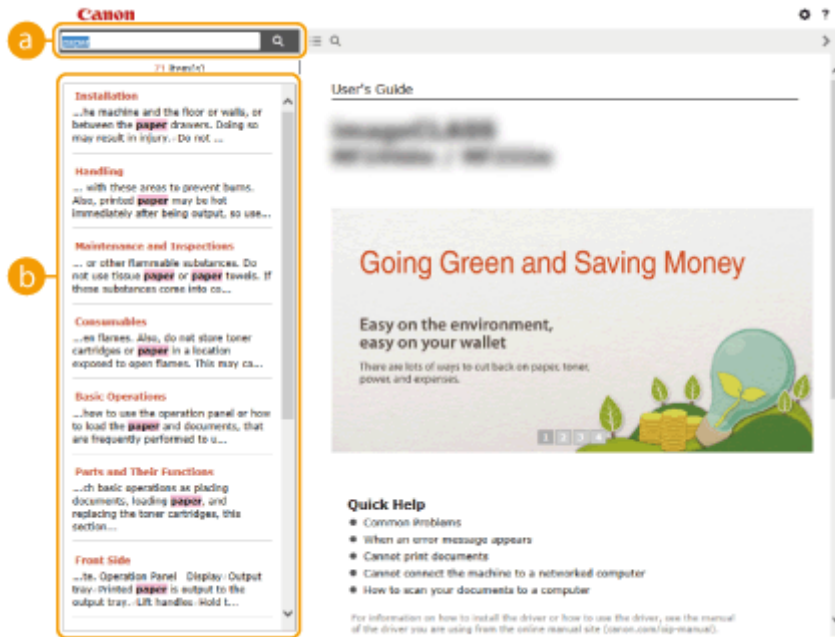 Canon
?
a
paper
User's Guide
Installation
...he machine and the floor or walls, or
between the paper drawers. Doing so
may result in injury. Do not ...
Handling
... with these areas to prevent burns.
Also, printed paper may be hot
immediately after being output, so use...
b
Maintenance and Inspections
... or other flammable substances. Do
not use tissue paper or paper towels. If
these substances come into co...
Consumables
...en flames. Also, do not store toner
cartridges or paper in a location
exposed to open flames. This may ca...
Basic Operations
...how to use the operation panel or how
to load the paper and documents, that
are frequently performed to u...
Parts and Their Functions
...ch basic operations as placing
documents, loading paper, and
replacing the toner cartridges, this
section...
Front Side
...te. Operation Panel Display Output
tray Printed paper is output to the
output tray. Lift handles Hold t...
Going Green and Saving Money
Easy on the environment,
easy on your wallet
There are lots of ways to cut back on paper, toner,
power, and expenses.
1 2 3 4
Quick Help
Common Problems
When an error message appears
Cannot print documents
Cannot connect the machine to a networked computer
How to scan your documents to a computer
For information on how to install the driver or how to use the driver, see the manual
of the driver you are using from the online manual site (canon.com/oip-manual).